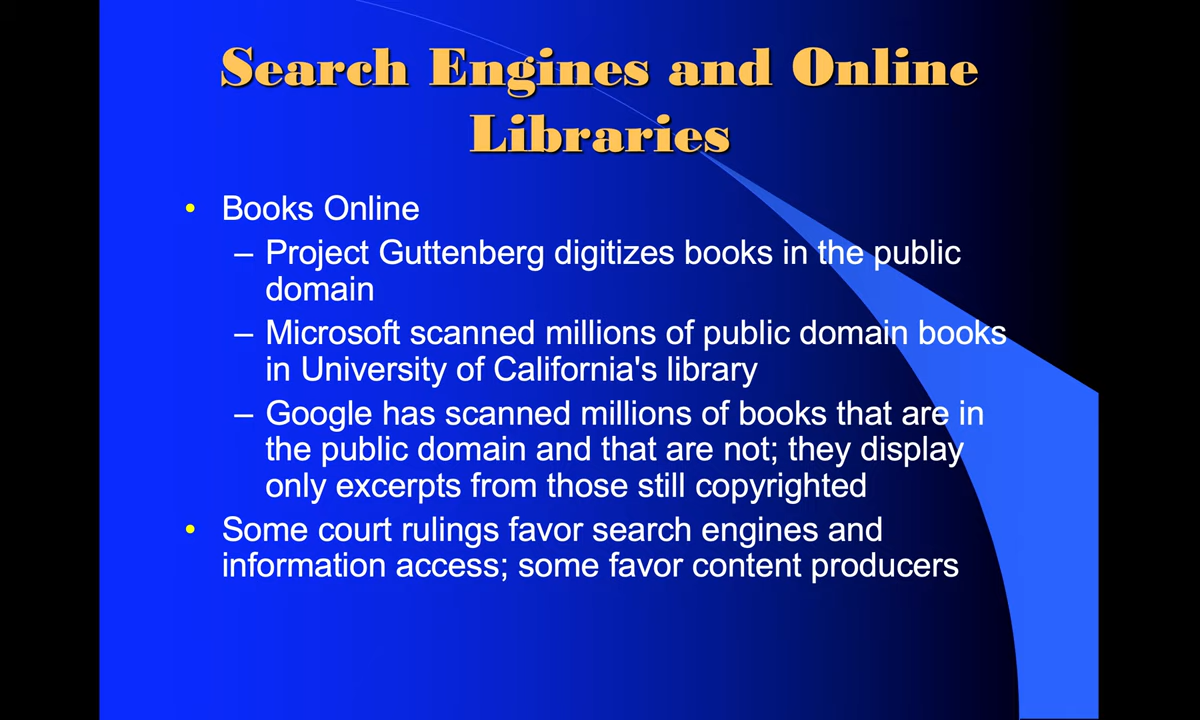 Search Engines and Online
Libraries
• Books Online
– Project Guttenberg digitizes books in the public
domain
– Microsoft scanned millions of public domain books
in University of California's library
– Google has scanned millions of books that are in
the public domain and that are not; they display
only excerpts from those still copyrighted
• Some court rulings favor search engines and
information access; some favor content producers